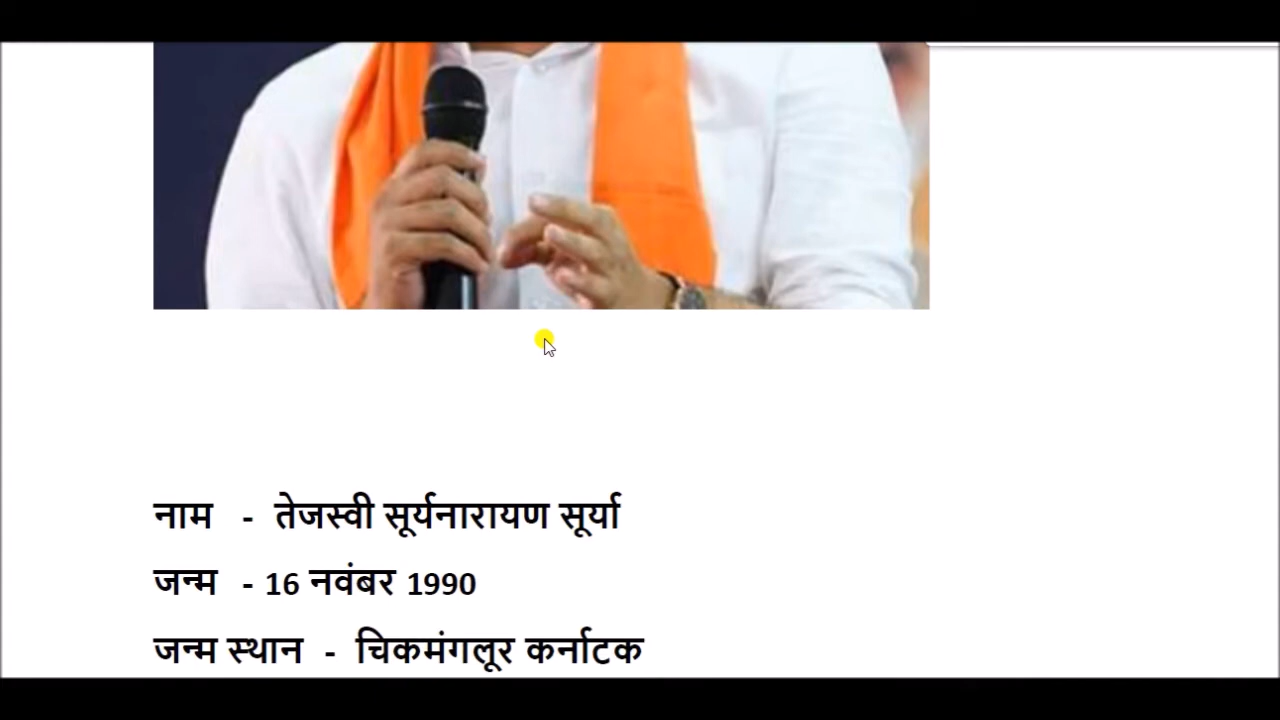 नाम - तेजस्वी सूर्यनारायण सूर्या
जन्म - 16 नवंबर 1990
जन्म स्थान - चिकमंगलूर कर्नाटक